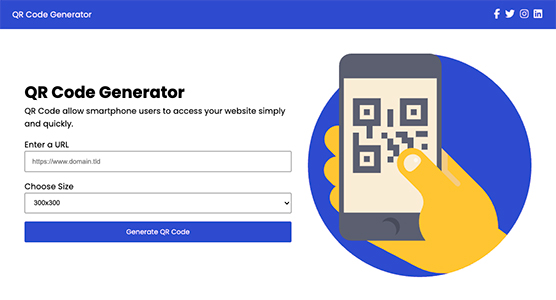 QR Code Generator
QR Code Generator
QR Code allow smartphone users to access your website simply
and quickly.
Enter a URL
https://www.domain.tld
Choose Size
300x300
Generate QR Code